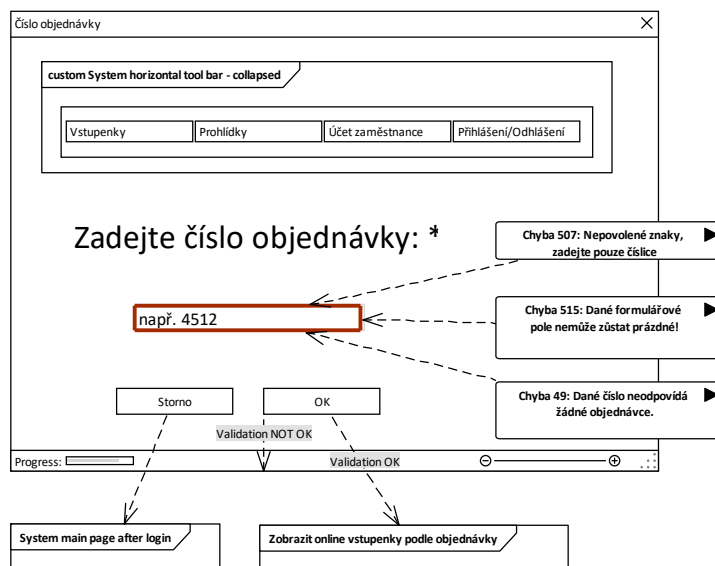 Číslo objednávky
custom System horizontal tool bar - collapsed
Vstupenky
Prohlídky
Účet zaměstnance
Přihlášení/Odhlášení
Zadejte číslo objednávky: *
Chyba 507: Nepovolené znaky,
zadejte pouze číslice
např. 4512
Chyba 515: Dané formulářové
pole nemůže zůstat prázdné!
Chyba 49: Dané číslo neodpovídá
žádné objednávce.
Storno
OK
Validation NOT OK
Progress:
Validation OK
System main page after login
Zobrazit online vstupenky podle objednávky